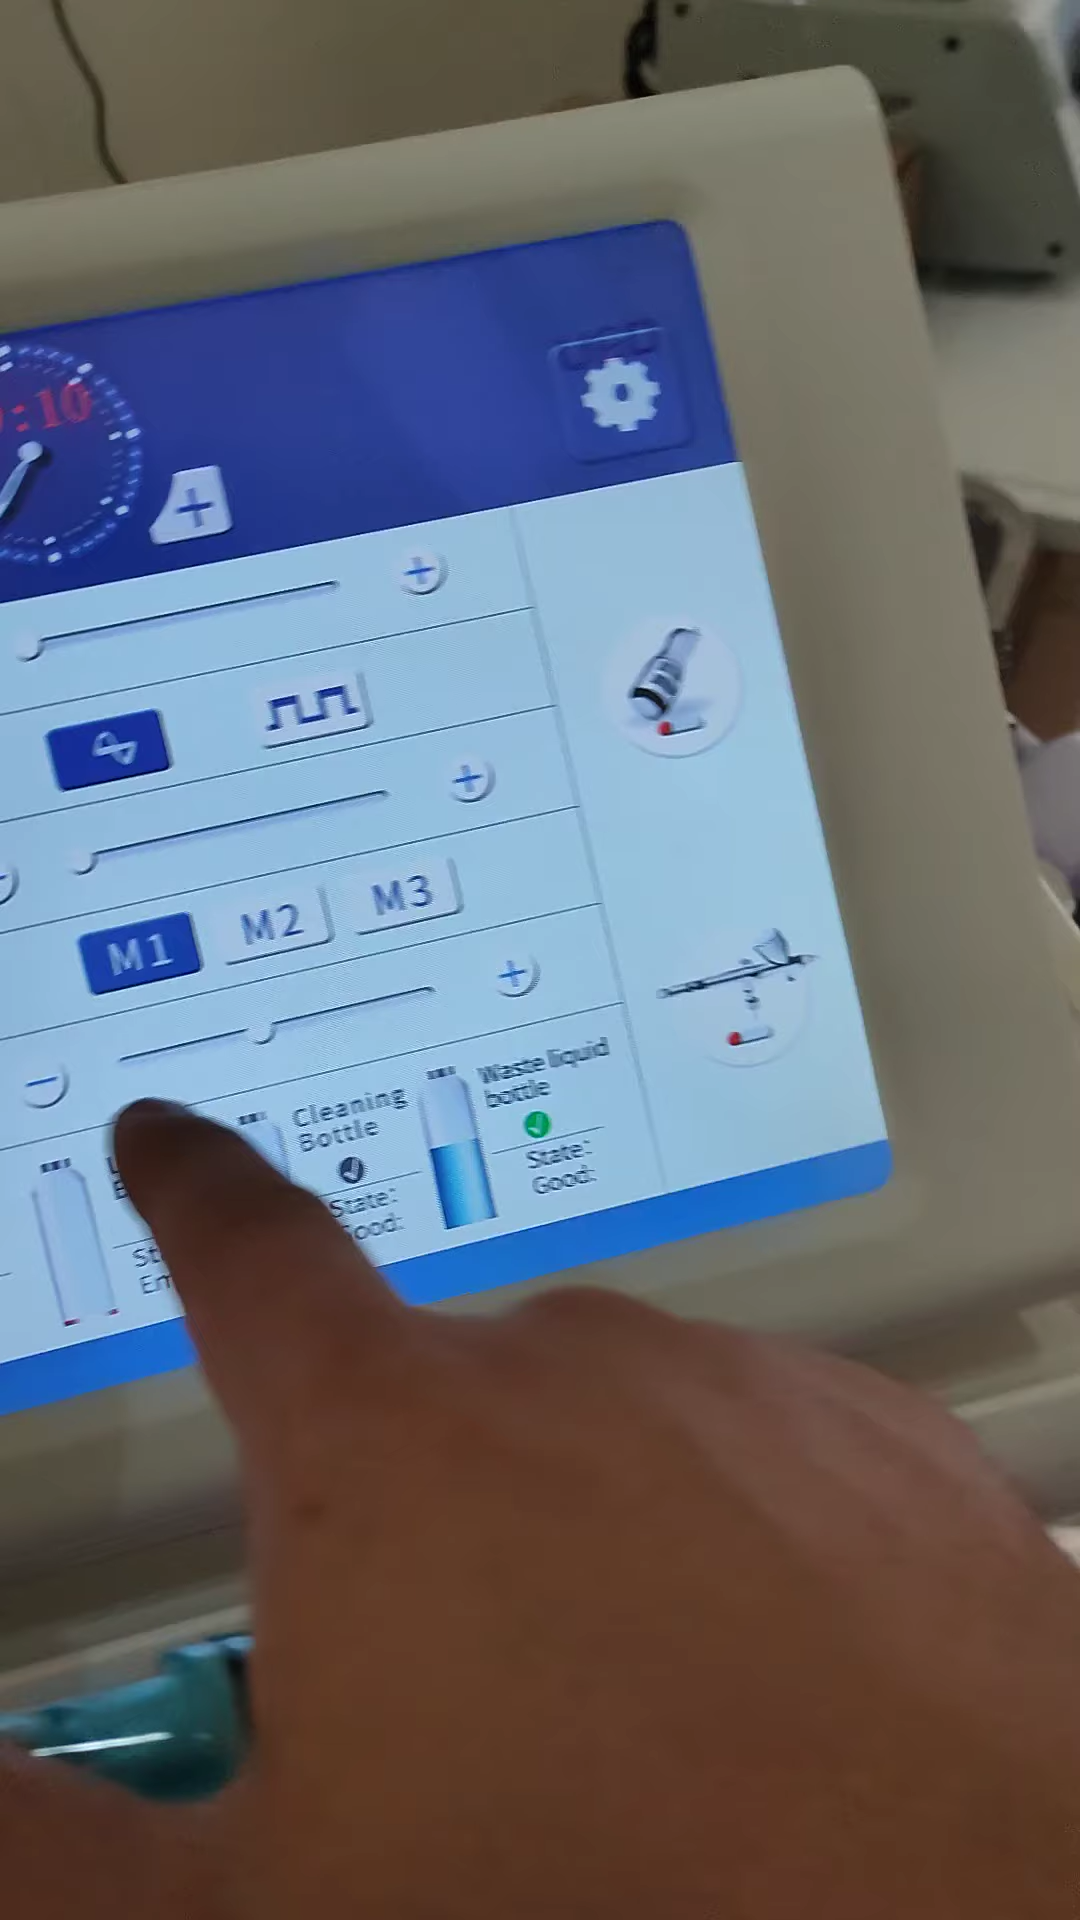 :10
M1
M2
M3
Cleaning
Bottle
State:
Waste liquid
bottle
State:
Good: